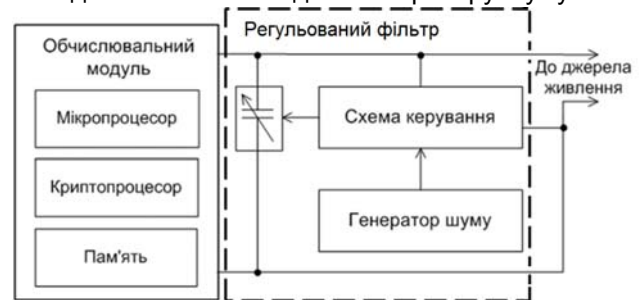 Регульований фільтр
Обчислювальний
модуль
Мікропроцесор
Криптопроцесор
Пам'ять
Схема керування
Генератор шуму
До джерела
живлення